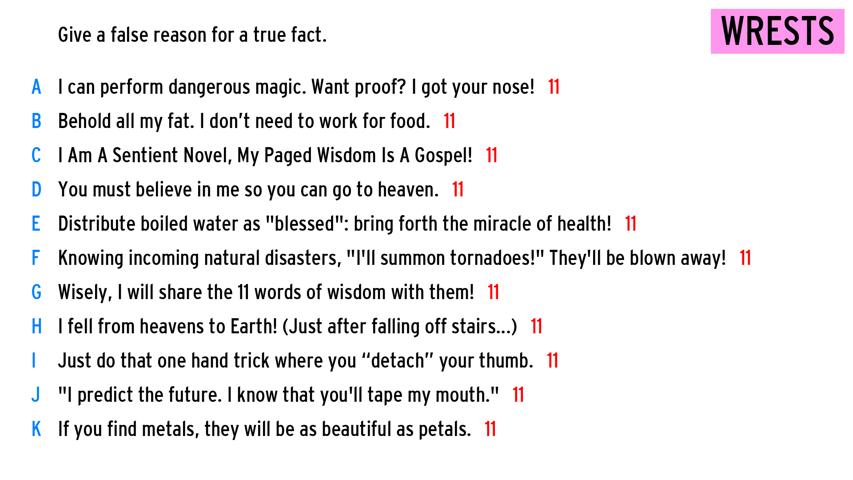 Give a false reason for a true fact.
WRESTS
A I can perform dangerous magic. Want proof? I got your nose! 11
B Behold all my fat. I don’t need to work for food. 11
C I Am A Sentient Novel, My Paged Wisdom Is A Gospel! 11
D You must believe in me so you can go to heaven. 11
E Distribute boiled water as "blessed": bring forth the miracle of health! 11
F Knowing incoming natural disasters, "I'll summon tornadoes!" They'll be blown away! 11
G Wisely, I will share the 11 words of wisdom with them! 11
H I fell from heavens to Earth! (Just after falling off stairs...) 11
I Just do that one hand trick where you “detach” your thumb. 11
J "I predict the future. I know that you'll tape my mouth." 11
K If you find metals, they will be as beautiful as petals. 11